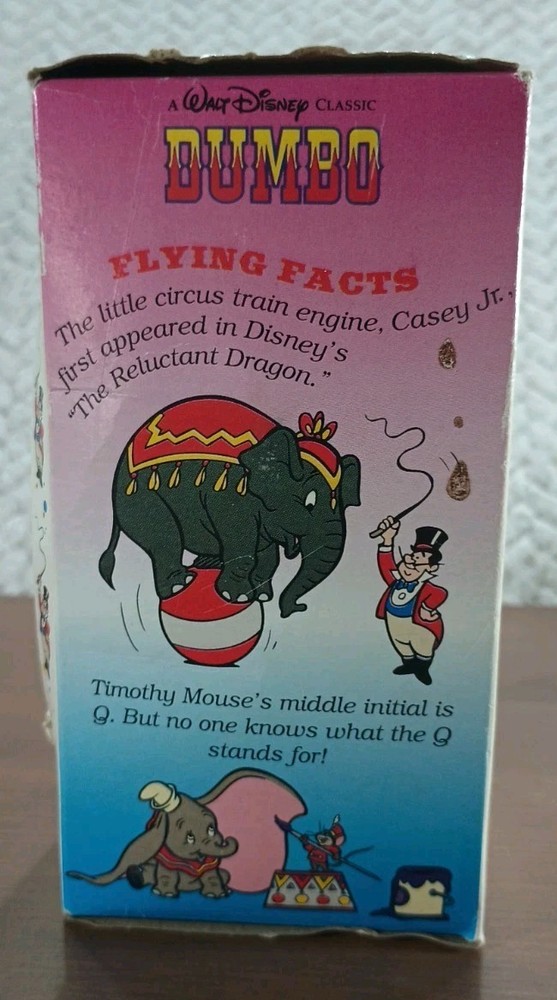 A Walt Disney CLASSIC
DUMBO
FLYING FACTS
The little circus train engine, Casey Jr.,
first appeared in Disney's
"The Reluctant Dragon."
Timothy Mouse's middle initial is
Q. But no one knows what the Q
stands for!